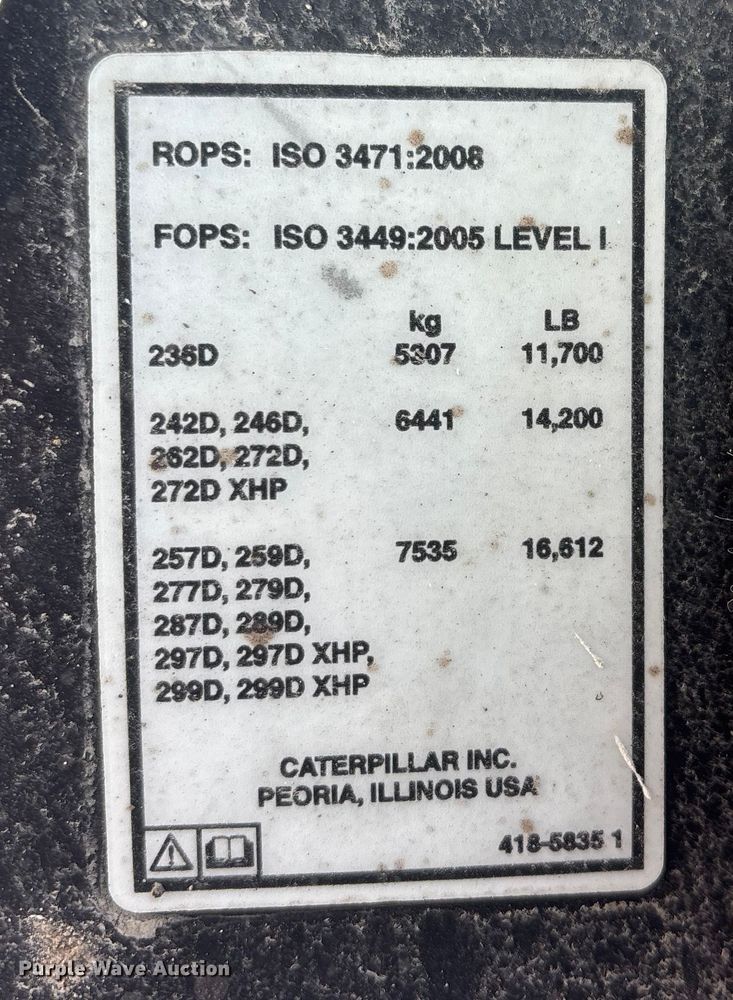 ROPS: ISO 3471:2008
FOPS: ISO 3449:2005 LEVEL I
kg LB
236D 5307 11,700
242D, 246D, 6441 14,200
262D, 272D,
272D XHP
257D, 259D, 7535 16,612
277D, 279D,
287D, 289D,
297D, 297D XHP,
299D, 299D XHP
CATERPILLAR INC.
PEORIA, ILLINOIS USA
418-5835 1
Purple Wave Auction